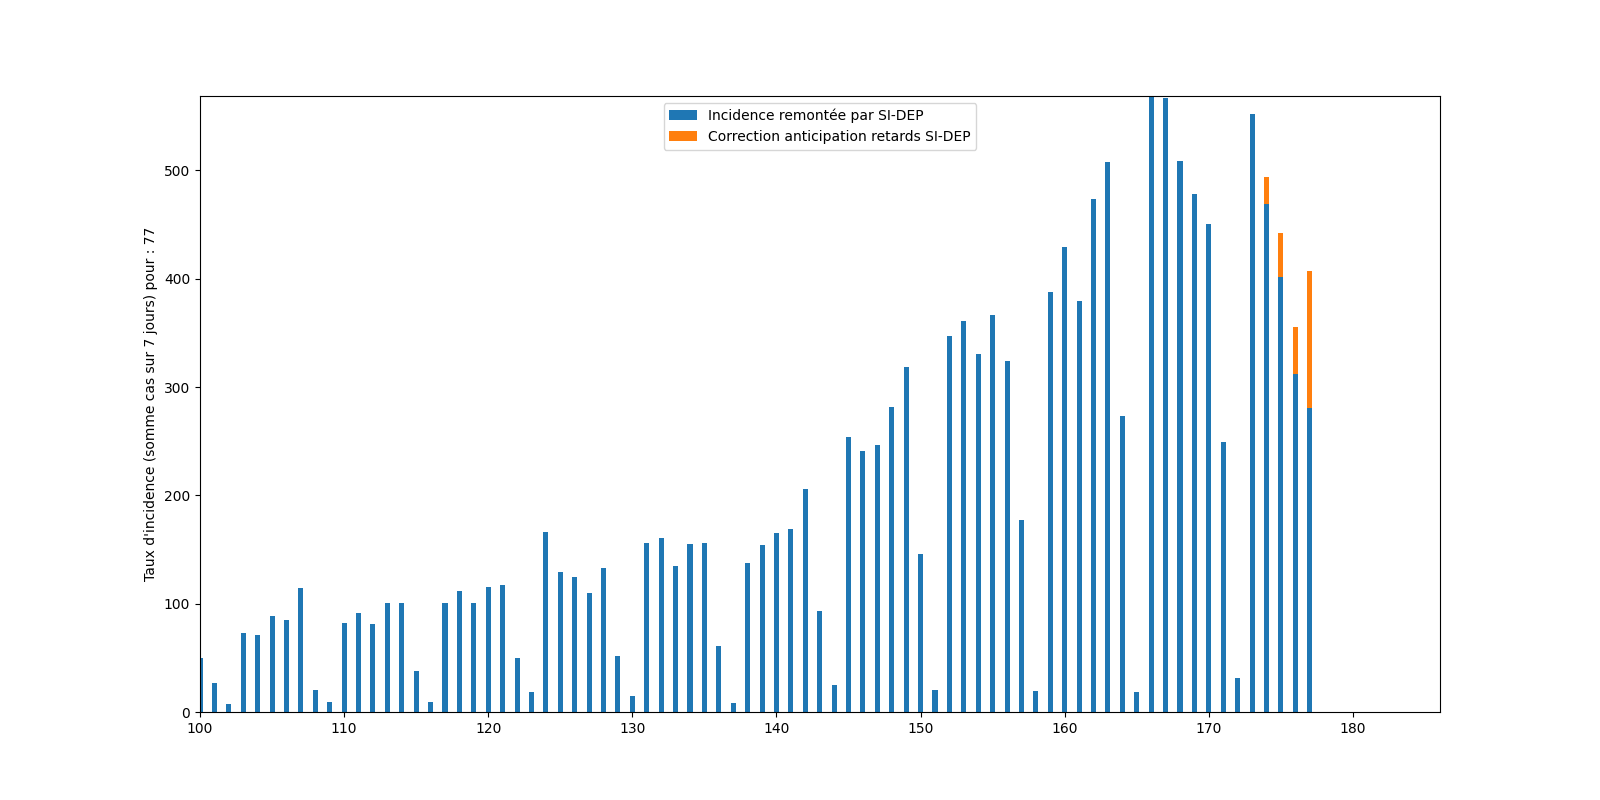 Incidence remontée par SI-DEP
Correction anticipation retards SI-DEP
Taux d'incidence (somme cas sur 7 jours) pour : 77
500
400
300
200
100
0
100 110 120 130 140 150 160 170 180